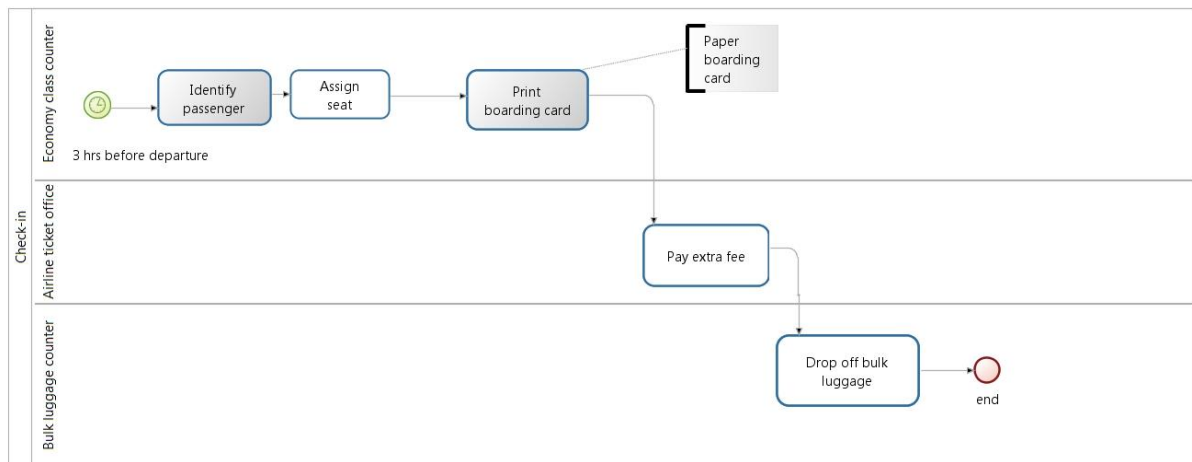 Check-in
Economy class counter
3 hrs before departure
Identify
passenger
Assign
seat
Print
boarding card
Paper
boarding
card
Airline ticket office
Pay extra fee
Bulk luggage counter
Drop off bulk
luggage
end